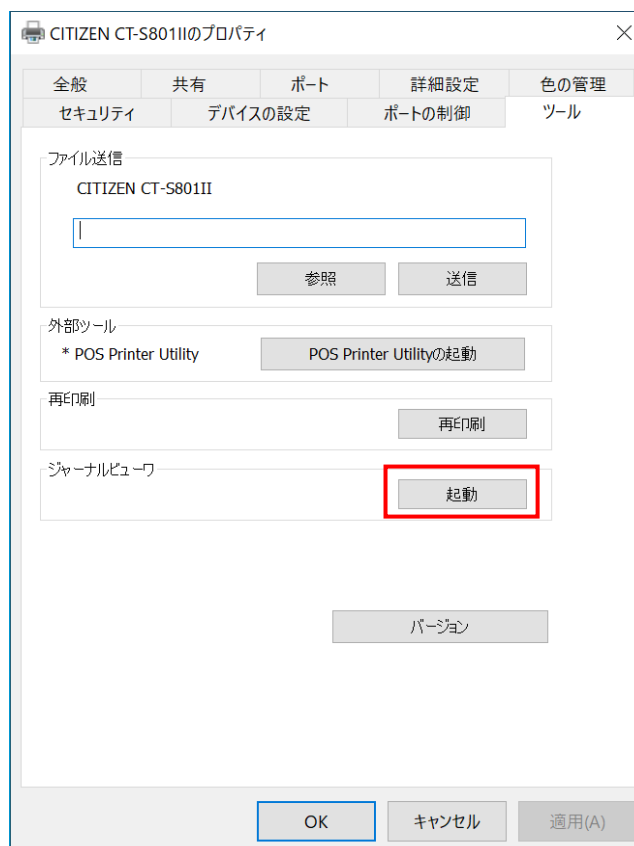 CITIZEN CT-S801IIのプロパティ
全般 共有 ポート 詳細設定 色の管理
セキュリティ デバイスの設定 ポートの制御 ツール
ファイル送信
CITIZEN CT-S801II
参照 送信
外部ツール
* POS Printer Utility POS Printer Utilityの起動
再印刷
再印刷
ジャーナルビューワ
起動
バージョン
OK キャンセル 適用(A)